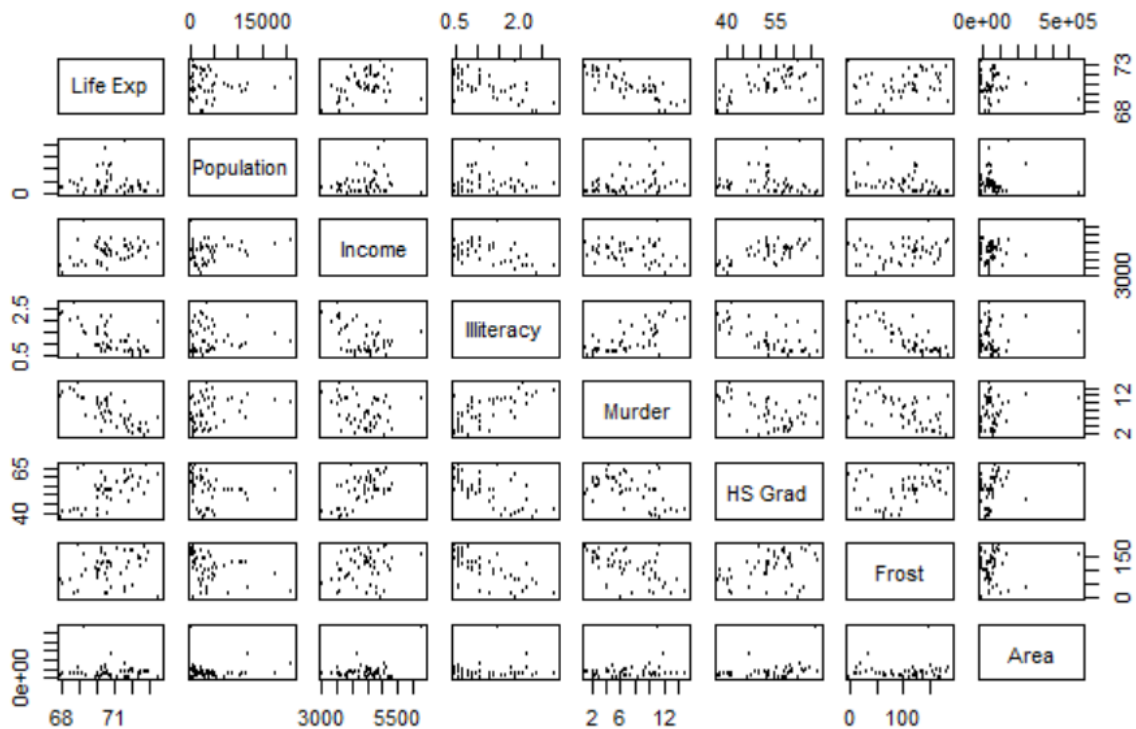 0 15000 0.5 2.0 40 55 0e+00 5e+05
Life Exp 73 68
0 Population
Income 3000
2.5 0.5 Illiteracy
Murder 12 2
65 40 HS Grad
Frost 150 0
0e+00 Area
68 71 3000 5500 2 6 12 0 100